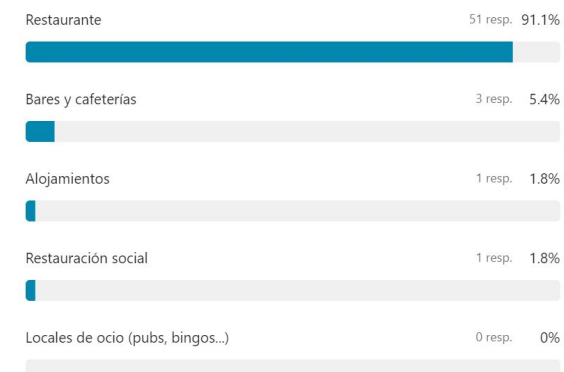 Restaurante 51 resp. 91.1%
Bares y cafeterías 3 resp. 5.4%
Alojamientos 1 resp. 1.8%
Restauración social 1 resp. 1.8%
Locales de ocio (pubs, bingos...) 0 resp. 0%